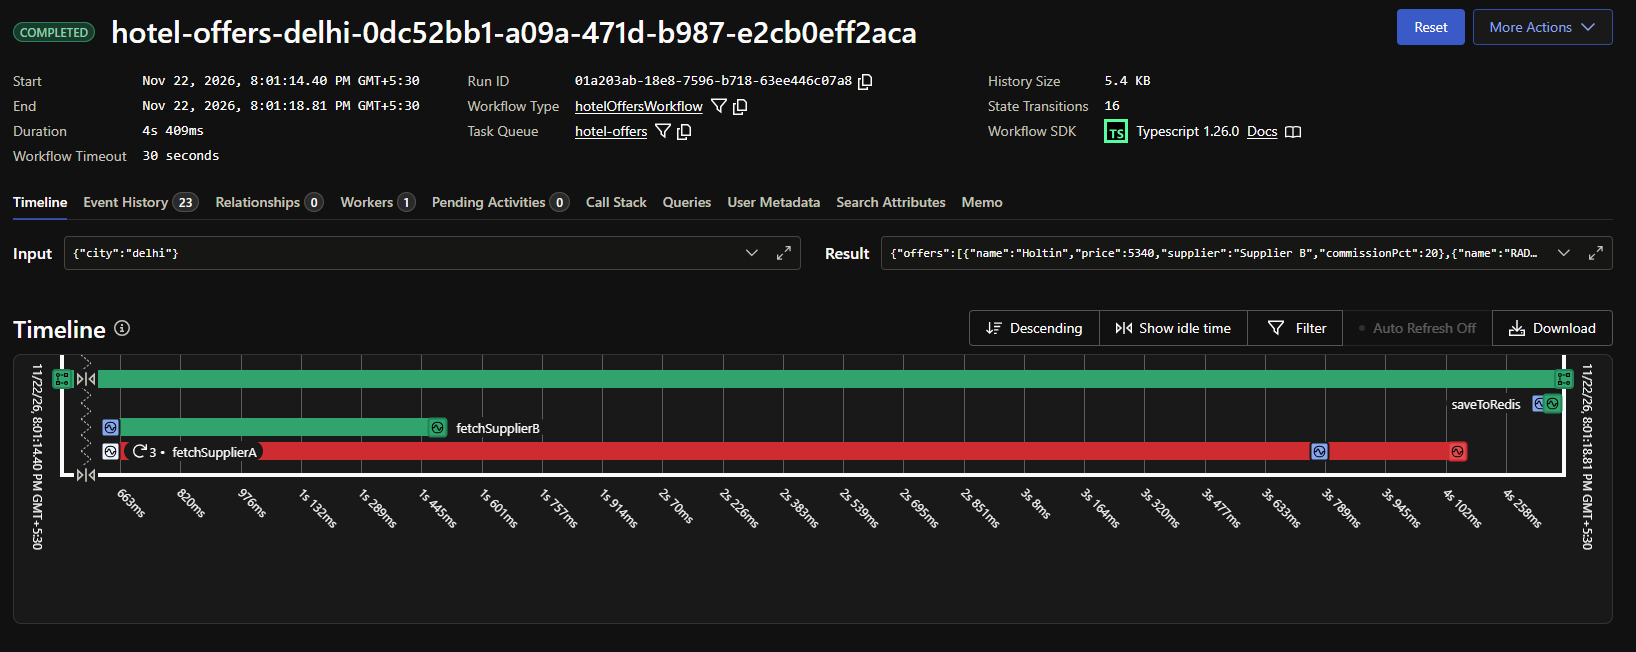 COMPLETED hotel-offers-delhi-0dc52bb1-a09a-471d-b987-e2cb0eff2aca Reset More Actions
Start Nov 22, 2026, 8:01:14.40 PM GMT+5:30 Run ID 01a203ab-18e8-7596-b718-63ee446c07a8 History Size 5.4 KB
End Nov 22, 2026, 8:01:18.81 PM GMT+5:30 Workflow Type hotelOffersWorkflow State Transitions 16
Duration 4s 409ms Task Queue hotel-offers Workflow SDK TS Typescript 1.26.0 Docs
Workflow Timeout 30 seconds
Timeline Event History 23 Relationships 0 Workers 1 Pending Activities 0 Call Stack Queries User Metadata Search Attributes Memo
Input {"city":"delhi"} Result {"offers":[{"name":"Holtin","price":5340,"supplier":"Supplier B","commissionPct":20},{"name":"RAD…
Timeline Descending Show idle time Filter Auto Refresh Off Download
11/22/26, 8:01:14.40 PM GMT+5:30
saveToRedis
fetchSupplierB
3 • fetchSupplierA
11/22/26, 8:01:18.81 PM GMT+5:30
663ms 820ms 976ms 1s 132ms 1s 289ms 1s 445ms 1s 601ms 1s 757ms 1s 914ms 2s 70ms 2s 226ms 2s 383ms 2s 539ms 2s 695ms 2s 851ms 3s 8ms 3s 164ms 3s 320ms 3s 477ms 3s 633ms 3s 789ms 3s 945ms 4s 102ms 4s 258ms